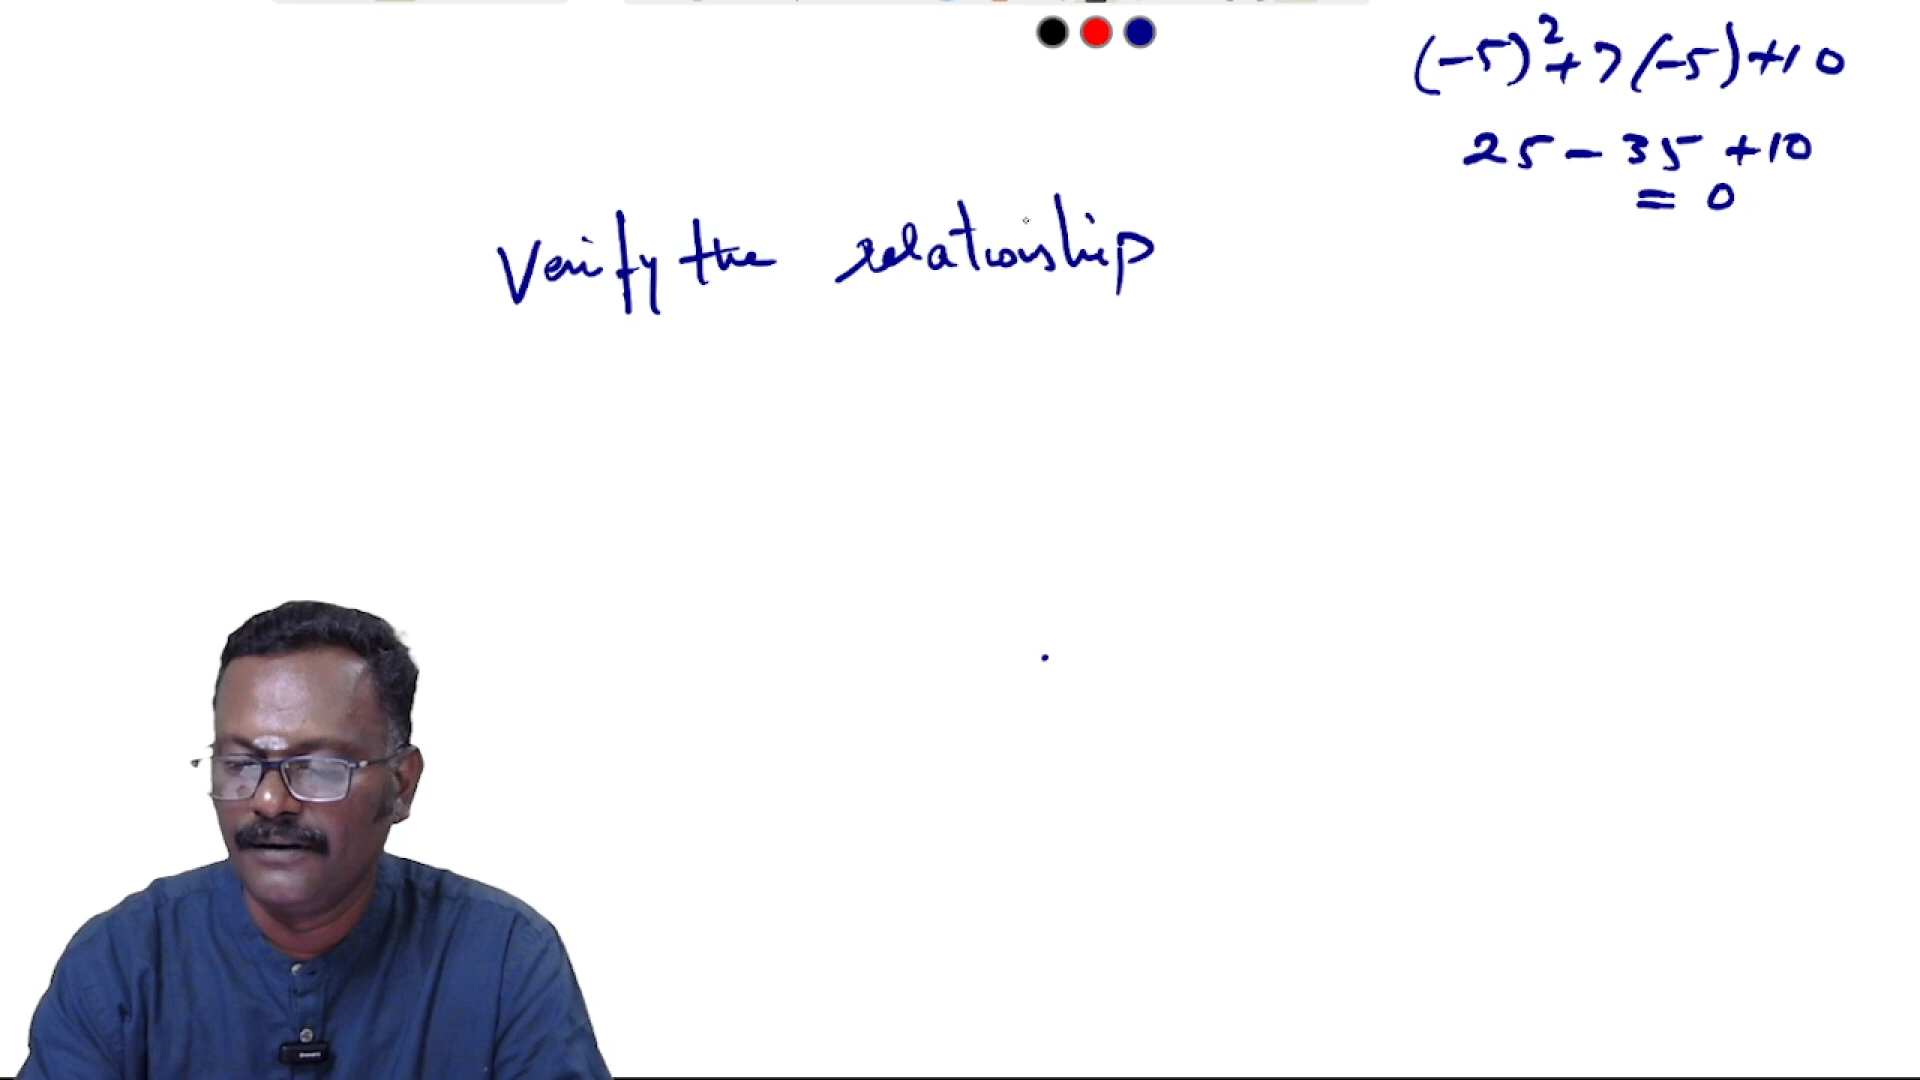 (-5)²+7(-5)+10
25-35+10
= 0
Verify the relationship